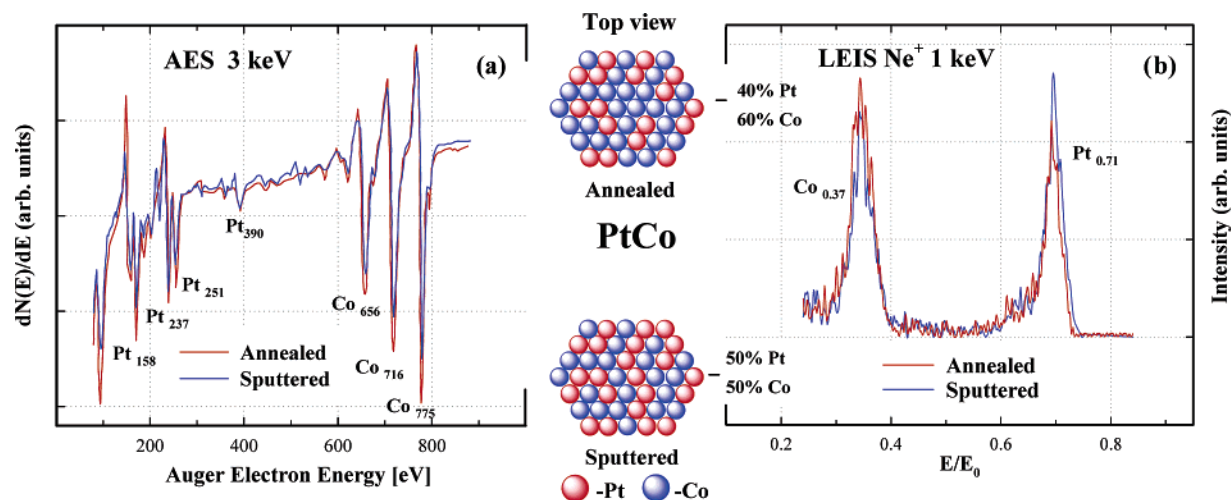 AES 3 keV
(a)
dN(E)/dE (arb. units)
Pt 158
Pt 237
Pt 251
Pt 390
Co 656
Co 716
Co 775
Annealed
Sputtered
200
400
600
800
Auger Electron Energy [eV]
Top view
Annealed
PtCo
Sputtered
-Pt
-Co
40% Pt
60% Co
50% Pt
50% Co
LEIS Ne+ 1 keV
(b)
Co 0.37
Pt 0.71
Annealed
Sputtered
0.2
0.4
0.6
0.8
E/E0
Intensity (arb. units)